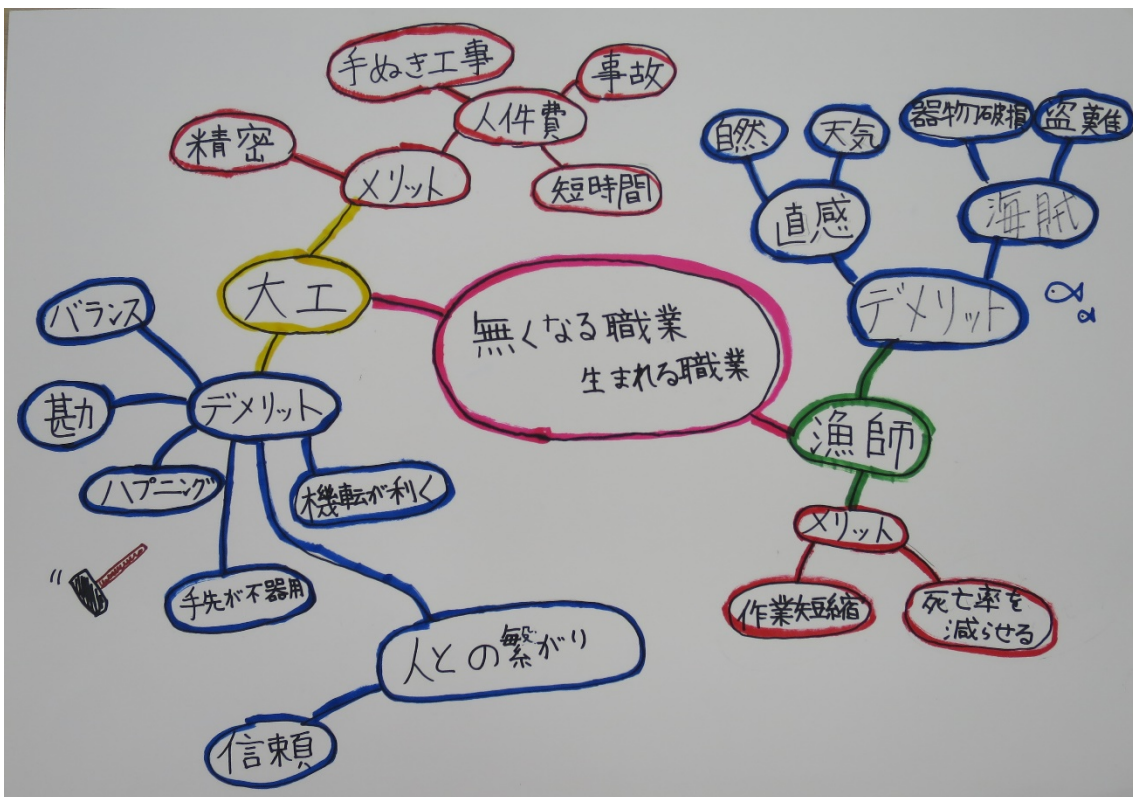 無くなる職業
生まれる職業
大工
メリット
精密
人件費
手ぬき工事
事故
短時間
デメリット
バランス
勘
ハプニング
手先が不器用
機転が利く
人との繋がり
信頼
漁師
デメリット
直感
自然
天気
海賊
器物破損
盗難
メリット
作業短縮
死亡率を
減らせる